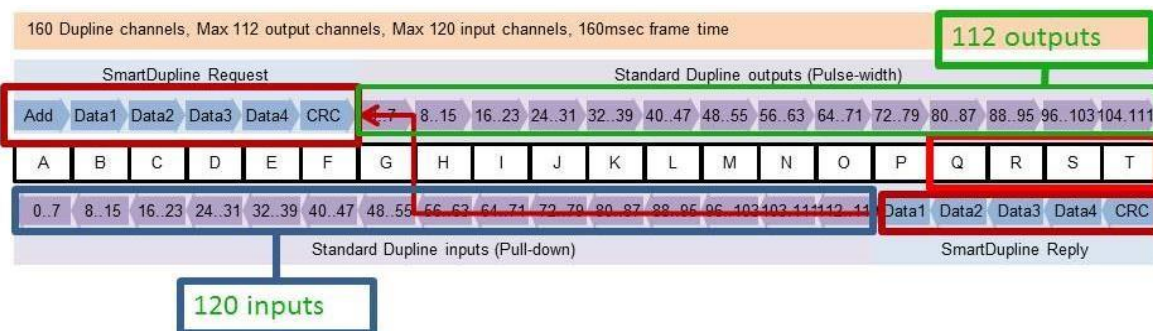 160 Dupline channels, Max 112 output channels, Max 120 input channels, 160msec frame time
112 outputs
SmartDupline Request
Standard Dupline outputs (Pulse-width)
Add Data1 Data2 Data3 Data4 CRC ..7 8..15 16..23 24..31 32..39 40..47 48..55 56..63 64..71 72..79 80..87 88..95 96..103 104.111
A B C D E F G H I J K L M N O P Q R S T
0..7 8..15 16..23 24..31 32..39 40..47 48..55 56..63 64..71 72..79 80..87 88..95 96..103 103.111 112..11 Data1 Data2 Data3 Data4 CRC
Standard Dupline inputs (Pull-down)
SmartDupline Reply
120 inputs